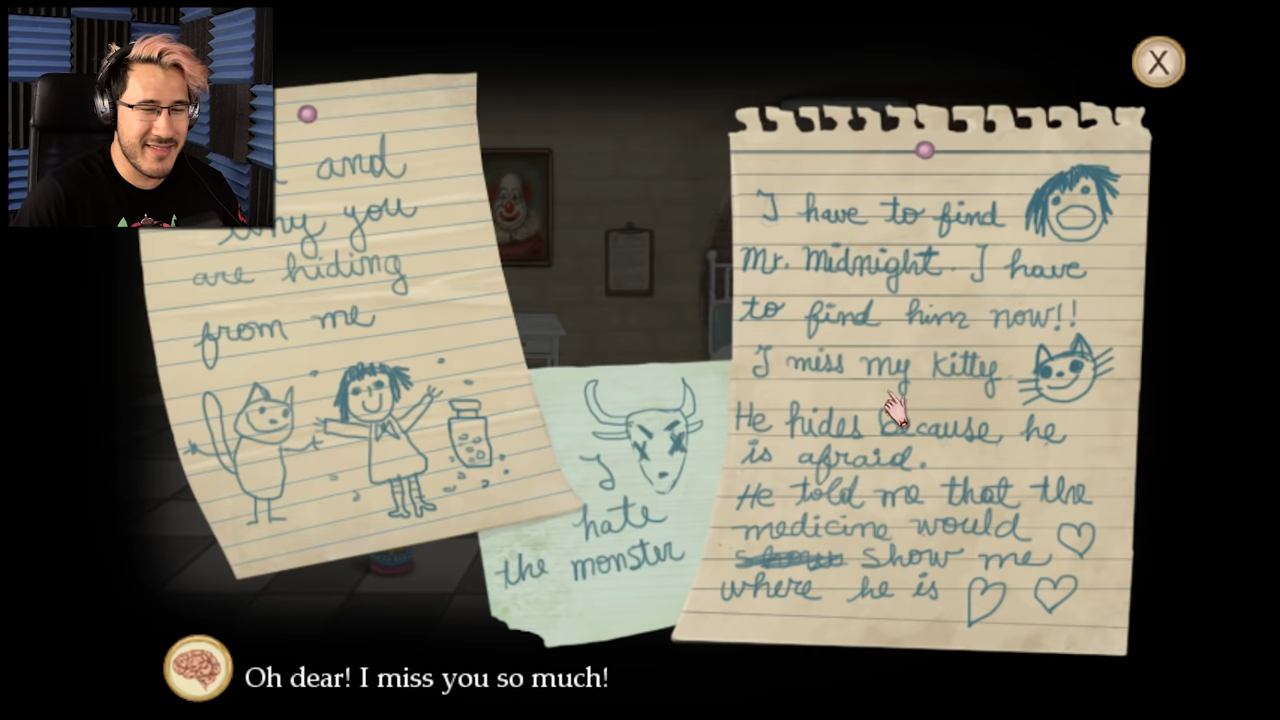 and
why you
are hiding
from me
I
hate
the monster
I have to find
Mr. Midnight. I have
to find him now!!
I miss my kitty
He hides because he
is afraid.
He told me that the
medicine would
show me
where he is
X
Oh dear! I miss you so much!